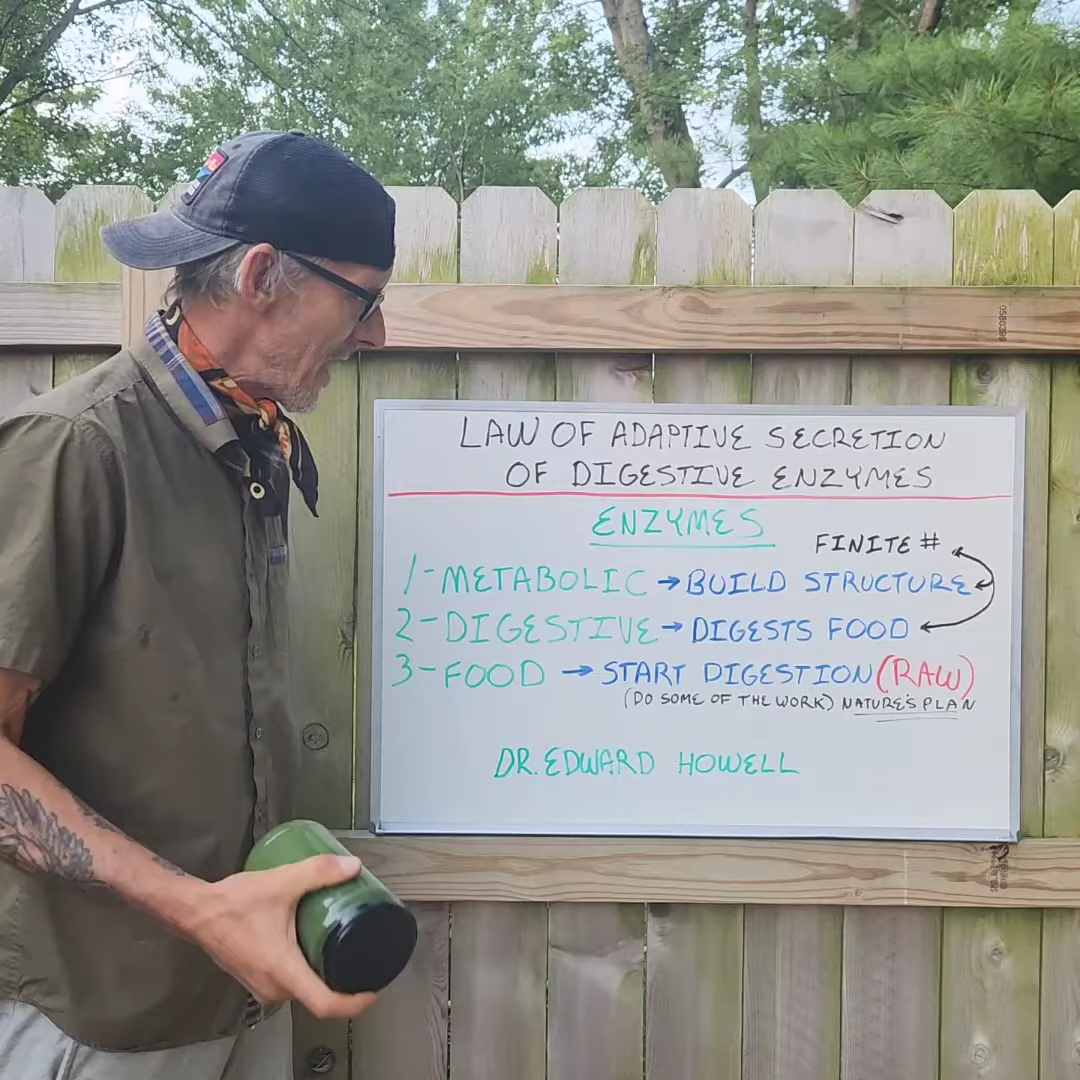 LAW OF ADAPTIVE SECRETION
OF DIGESTIVE ENZYMES
ENZYMES
FINITE #
1-METABOLIC → BUILD STRUCTURE
2-DIGESTIVE → DIGESTS FOOD
3-FOOD → START DIGESTION (RAW)
(DO SOME OF THE WORK) NATURE'S PLAN
DR. EDWARD HOWELL